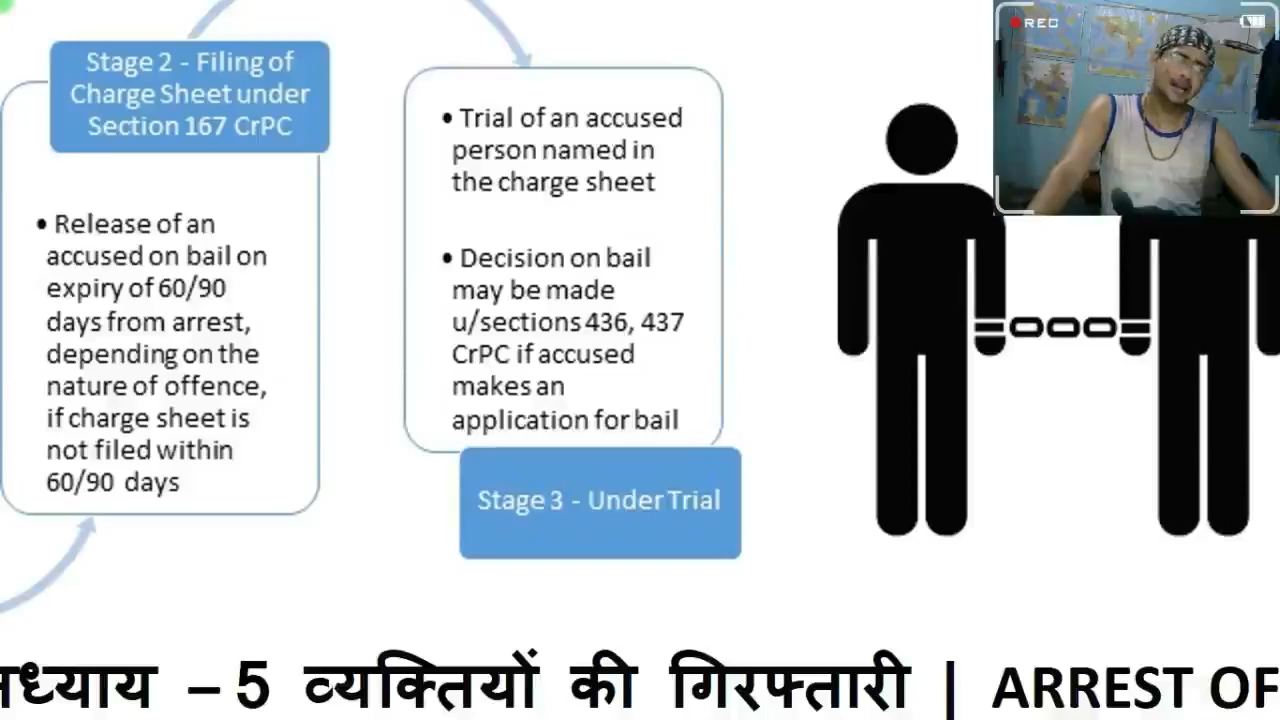 Stage 2 - Filing of
Charge Sheet under
Section 167 CrPC
• Release of an
accused on bail on
expiry of 60/90
days from arrest,
depending on the
nature of offence,
if charge sheet is
not filed within
60/90 days
• Trial of an accused
person named in
the charge sheet
• Decision on bail
may be made
u/sections 436, 437
CrPC if accused
makes an
application for bail
Stage 3 - Under Trial
REC
अध्याय – 5 व्यक्तियों की गिरफ्तारी | ARREST OF